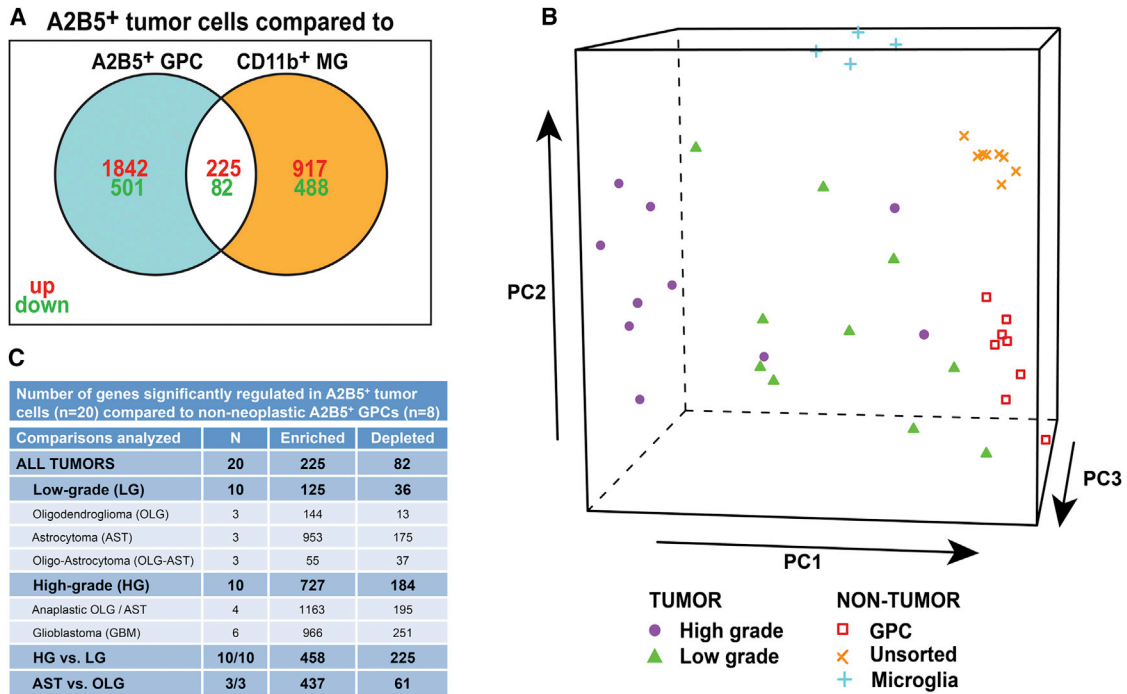 A
A2B5+ tumor cells compared to
A2B5+ GPC
CD11b+ MG
1842
501
225
82
917
488
up
down
B
PC2
PC1
PC3
TUMOR
High grade
Low grade
NON-TUMOR
GPC
Unsorted
Microglia
C
Number of genes significantly regulated in A2B5+ tumor
cells (n=20) compared to non-neoplastic A2B5+ GPCs (n=8)
Comparisons analyzed N Enriched Depleted
ALL TUMORS 20 225 82
Low-grade (LG) 10 125 36
Oligodendroglioma (OLG) 3 144 13
Astrocytoma (AST) 3 953 175
Oligo-Astrocytoma (OLG-AST) 3 55 37
High-grade (HG) 10 727 184
Anaplastic OLG / AST 4 1163 195
Glioblastoma (GBM) 6 966 251
HG vs. LG 10/10 458 225
AST vs. OLG 3/3 437 61